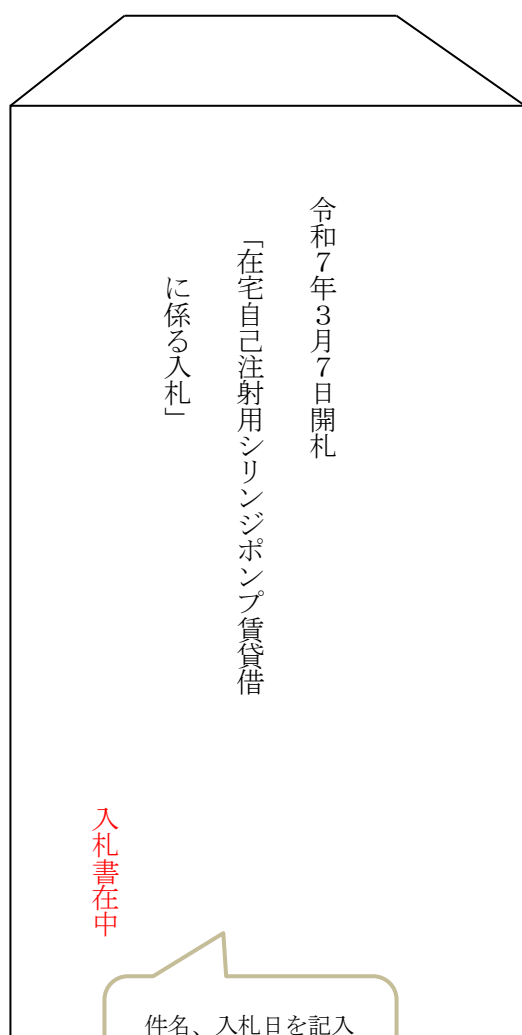 令和７年３月７日開札
「在宅自己注射用シリンジポンプ賃貸借
に係る入札」
入札書在中
件名、入札日を記入